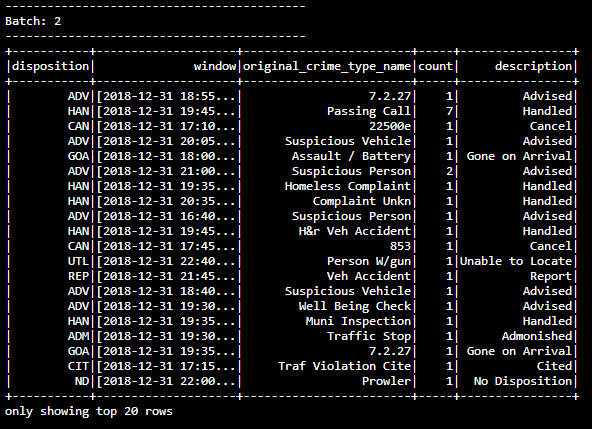 -------------------------------------------
Batch: 2
-------------------------------------------
+-----------+--------------------+------------------------+-----+----------------+
|disposition|              window|original_crime_type_name|count|     description|
+-----------+--------------------+------------------------+-----+----------------+
|        ADV|[2018-12-31 18:55...|                  7.2.27|    1|         Advised|
|        HAN|[2018-12-31 19:45...|            Passing Call|    7|         Handled|
|        CAN|[2018-12-31 17:10...|                  22500e|    1|          Cancel|
|        ADV|[2018-12-31 20:05...|      Suspicious Vehicle|    1|         Advised|
|        GOA|[2018-12-31 18:00...|       Assault / Battery|    1| Gone on Arrival|
|        ADV|[2018-12-31 21:00...|       Suspicious Person|    2|         Advised|
|        HAN|[2018-12-31 19:35...|      Homeless Complaint|    1|         Handled|
|        HAN|[2018-12-31 20:35...|          Complaint Unkn|    1|         Handled|
|        ADV|[2018-12-31 16:40...|       Suspicious Person|    1|         Advised|
|        HAN|[2018-12-31 19:45...|        H&r Veh Accident|    1|         Handled|
|        CAN|[2018-12-31 17:45...|                     853|    1|          Cancel|
|        UTL|[2018-12-31 22:40...|            Person W/gun|    1|Unable to Locate|
|        REP|[2018-12-31 21:45...|            Veh Accident|    1|          Report|
|        ADV|[2018-12-31 18:40...|      Suspicious Vehicle|    1|         Advised|
|        ADV|[2018-12-31 19:30...|        Well Being Check|    1|         Advised|
|        HAN|[2018-12-31 19:35...|         Muni Inspection|    1|         Handled|
|        ADM|[2018-12-31 19:30...|            Traffic Stop|    1|      Admonished|
|        GOA|[2018-12-31 19:35...|                  7.2.27|    1| Gone on Arrival|
|        CIT|[2018-12-31 17:15...|     Traf Violation Cite|    1|           Cited|
|         ND|[2018-12-31 22:00...|                 Prowler|    1|  No Disposition|
+-----------+--------------------+------------------------+-----+----------------+
only showing top 20 rows